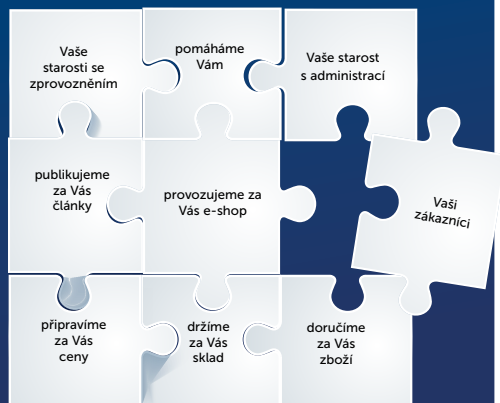 Vaše
starosti se
zprovozněním
pomáháme
Vám
Vaše starost
s administrací
publikujeme
za Vás
články
provozujeme za
Vás e-shop
Vaši
zákazníci
připravíme
za Vás
ceny
držíme
za Vás
sklad
doručíme
za Vás
zboží